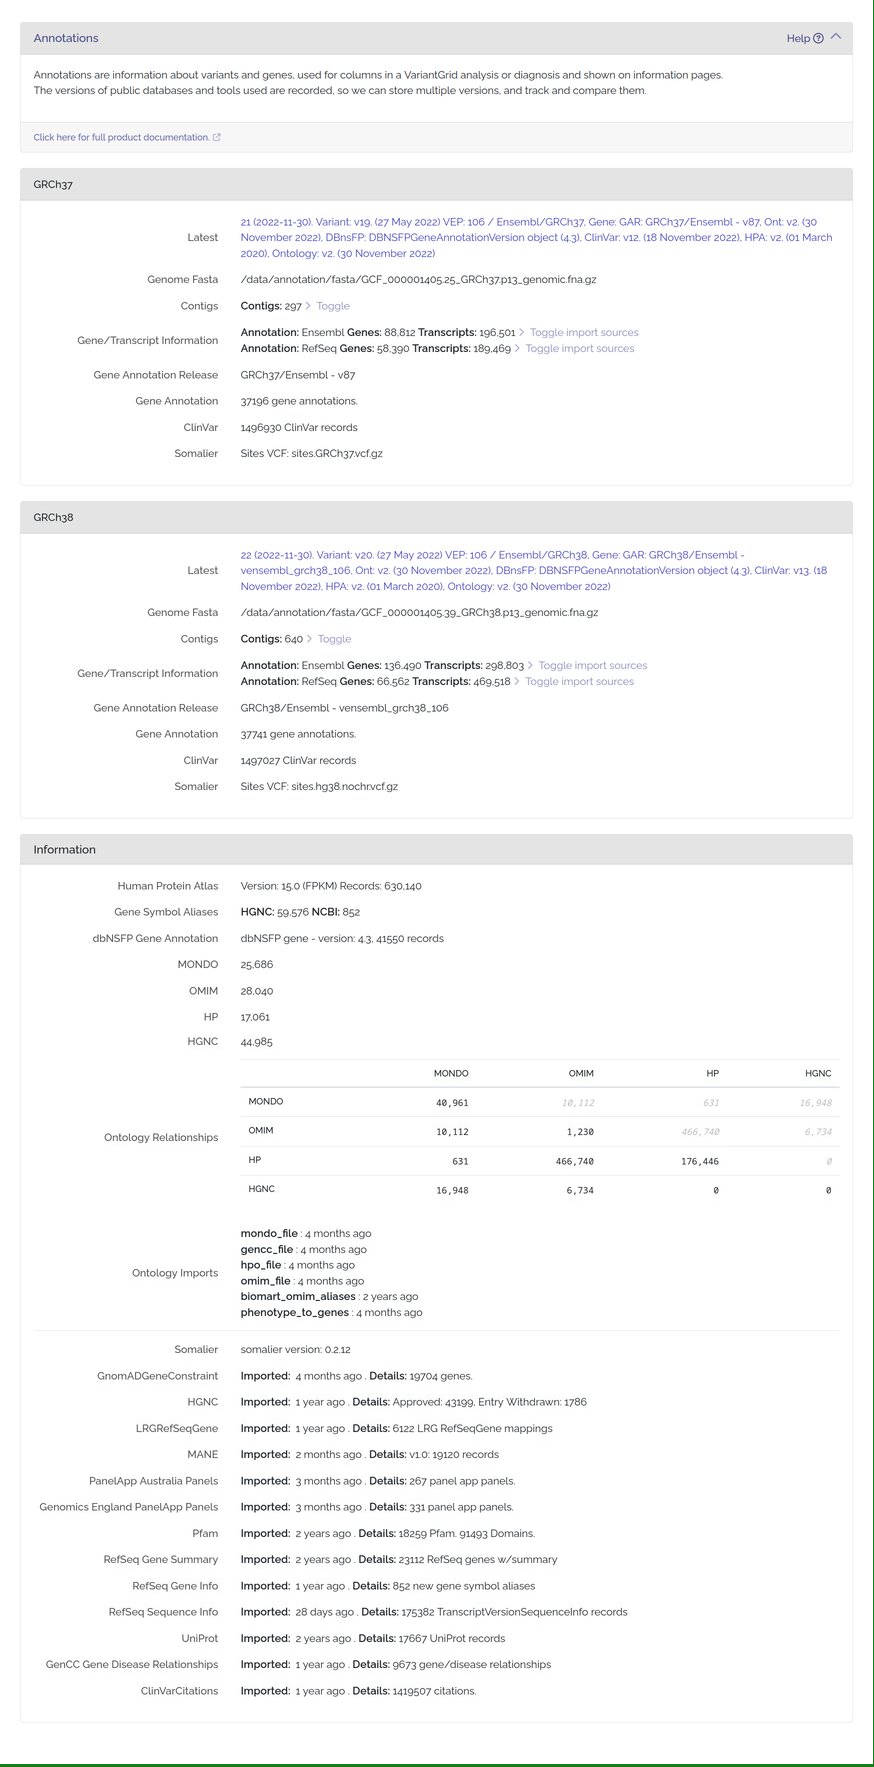 Annotations
Help
Annotations are information about variants and genes, used for columns in a VariantGrid analysis or diagnosis and shown on information pages.
The versions of public databases and tools used are recorded, so we can store multiple versions, and track and compare them.
Click here for full product documentation.
GRCh37
Latest
21 (2022-11-30). Variant: v19. (27 May 2022) VEP: 106 / Ensembl/GRCh37, Gene: GAR: GRCh37/Ensembl - v87, Ont: v2. (30
November 2022), DBnsFP: DBNSFPGeneAnnotationVersion object (4.3), ClinVar: v12. (18 November 2022), HPA: v2. (01 March
2020), Ontology: v2. (30 November 2022)
Genome Fasta /data/annotation/fasta/GCF_000001405.25_GRCh37.p13_genomic.fna.gz
Contigs Contigs: 297 > Toggle
Gene/Transcript Information
Annotation: Ensembl Genes: 88,812 Transcripts: 196,501 > Toggle import sources
Annotation: RefSeq Genes: 58,390 Transcripts: 189,469 > Toggle import sources
Gene Annotation Release GRCh37/Ensembl - v87
Gene Annotation 37196 gene annotations.
ClinVar 1496930 ClinVar records
Somalier Sites VCF: sites.GRCh37.vcf.gz
GRCh38
Latest
22 (2022-11-30). Variant: v20. (27 May 2022) VEP: 106 / Ensembl/GRCh38, Gene: GAR: GRCh38/Ensembl -
vensembl_grch38_106, Ont: v2. (30 November 2022), DBnsFP: DBNSFPGeneAnnotationVersion object (4.3), ClinVar: v13. (18
November 2022), HPA: v2. (01 March 2020), Ontology: v2. (30 November 2022)
Genome Fasta /data/annotation/fasta/GCF_000001405.39_GRCh38.p13_genomic.fna.gz
Contigs Contigs: 640 > Toggle
Gene/Transcript Information
Annotation: Ensembl Genes: 136,490 Transcripts: 298,803 > Toggle import sources
Annotation: RefSeq Genes: 66,562 Transcripts: 469,518 > Toggle import sources
Gene Annotation Release GRCh38/Ensembl - vensembl_grch38_106
Gene Annotation 37741 gene annotations.
ClinVar 1497027 ClinVar records
Somalier Sites VCF: sites.hg38.nochr.vcf.gz
Information
Human Protein Atlas Version: 15.0 (FPKM) Records: 630,140
Gene Symbol Aliases HGNC: 59,576 NCBI: 852
dbNSFP Gene Annotation dbNSFP gene - version: 4.3, 41550 records
MONDO 25,686
OMIM 28,040
HP 17,061
HGNC 44,985
Ontology Relationships
MONDO OMIM HP HGNC
MONDO 40,961 10,112 631 16,948
OMIM 10,112 1,230 466,740 6,734
HP 631 466,740 176,446 0
HGNC 16,948 6,734 0 0
Ontology Imports
mondo_file : 4 months ago
gencc_file : 4 months ago
hpo_file : 4 months ago
omim_file : 4 months ago
biomart_omim_aliases : 2 years ago
phenotype_to_genes : 4 months ago
Somalier somalier version: 0.2.12
GnomADGeneConstraint Imported: 4 months ago . Details: 19704 genes.
HGNC Imported: 1 year ago . Details: Approved: 43199, Entry Withdrawn: 1786
LRGRefSeqGene Imported: 1 year ago . Details: 6122 LRG RefSeqGene mappings
MANE Imported: 2 months ago . Details: v1.0: 19120 records
PanelApp Australia Panels Imported: 3 months ago . Details: 267 panel app panels.
Genomics England PanelApp Panels Imported: 3 months ago . Details: 331 panel app panels.
Pfam Imported: 2 years ago . Details: 18259 Pfam. 91493 Domains.
RefSeq Gene Summary Imported: 2 years ago . Details: 23112 RefSeq genes w/summary
RefSeq Gene Info Imported: 1 year ago . Details: 852 new gene symbol aliases
RefSeq Sequence Info Imported: 28 days ago . Details: 175382 TranscriptVersionSequenceInfo records
UniProt Imported: 2 years ago . Details: 17667 UniProt records
GenCC Gene Disease Relationships Imported: 1 year ago . Details: 9673 gene/disease relationships
ClinVarCitations Imported: 1 year ago . Details: 1419507 citations.